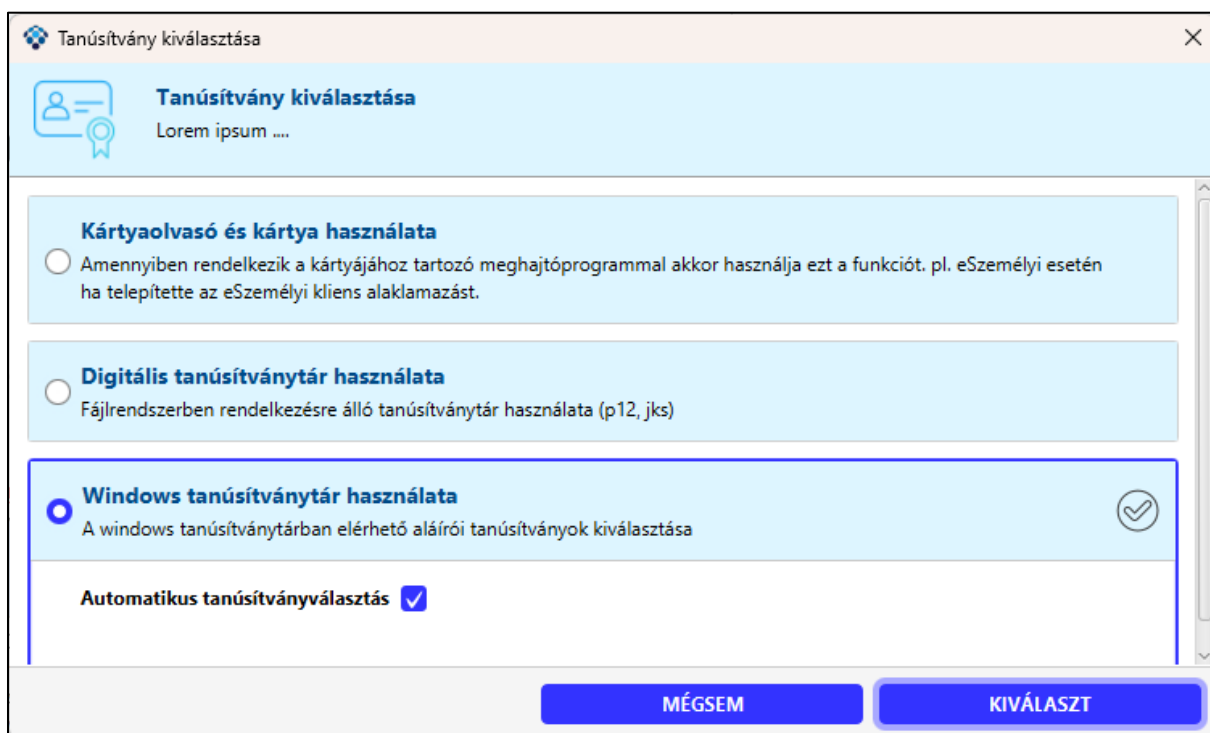 Tanúsítvány kiválasztása
Tanúsítvány kiválasztása
Lorem ipsum ....
Kártyaolvasó és kártya használata
Amennyiben rendelkezik a kártyájához tartozó meghajtóprogrammal akkor használja ezt a funkciót. pl. eSzemélyi esetén
ha telepítette az eSzemélyi kliens alaklamazást.
Digitális tanúsítványtár használata
Fájlrendszerben rendelkezésre álló tanúsítványtár használata (p12, jks)
Windows tanúsítványtár használata
A windows tanúsítványtárban elérhető aláírói tanúsítványok kiválasztása
Automatikus tanúsítványválasztás
MÉGSEM
KIVÁLASZT